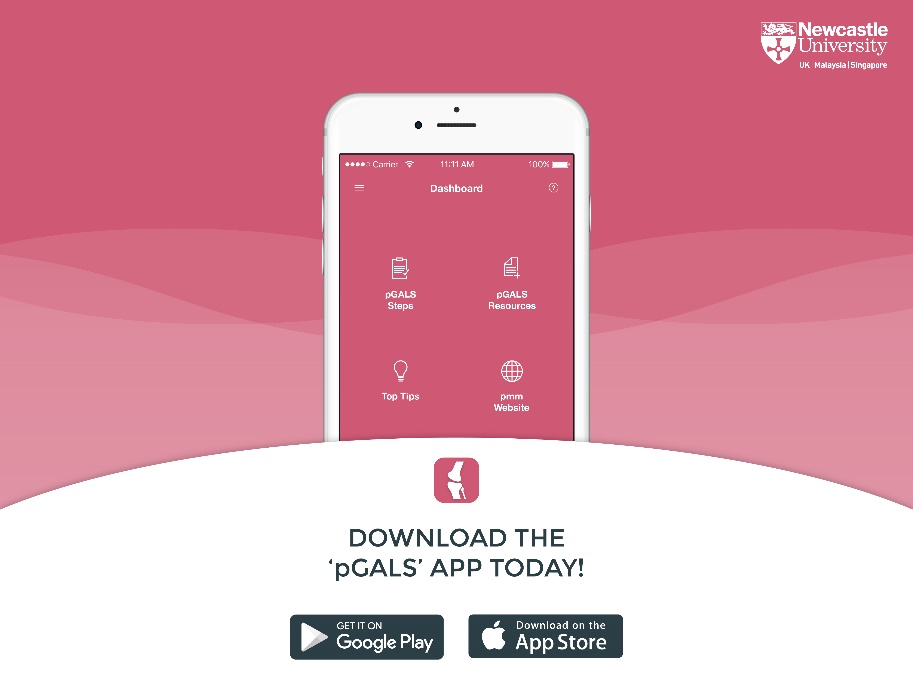 Newcastle
University
UK Malaysia | Singapore
Carrier 11:11 AM 100%
Dashboard
?
pGALS
Steps
pGALS
Resources
Top Tips
pmm
Website
DOWNLOAD THE
‘pGALS’ APP TODAY!
GET IT ON
Google Play
Download on the
App Store